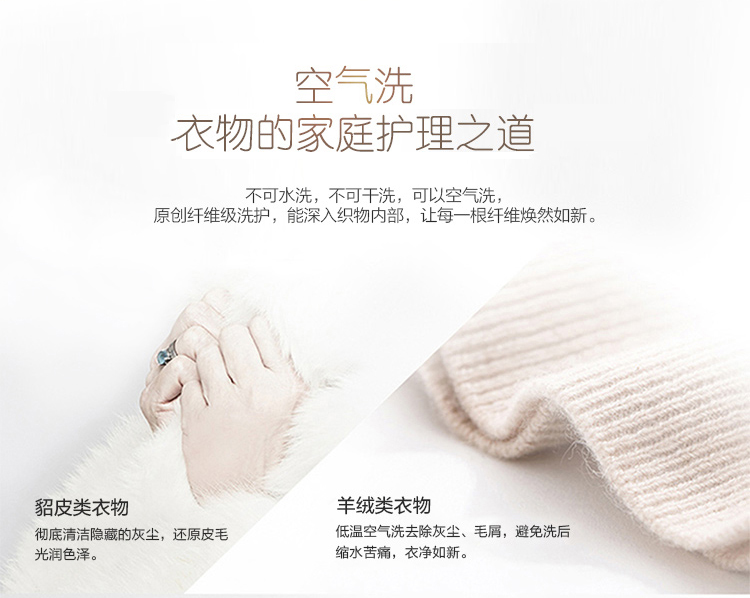 空气洗
衣物的家庭护理之道
不可水洗，不可干洗，可以空气洗，
原创纤维级洗护，能深入织物内部，让每一根纤维焕然如新。
貂皮类衣物
彻底清洁隐藏的灰尘，还原皮毛
光润色泽。
羊绒类衣物
低温空气洗去除灰尘、毛屑，避免洗后
缩水苦痛，衣净如新。